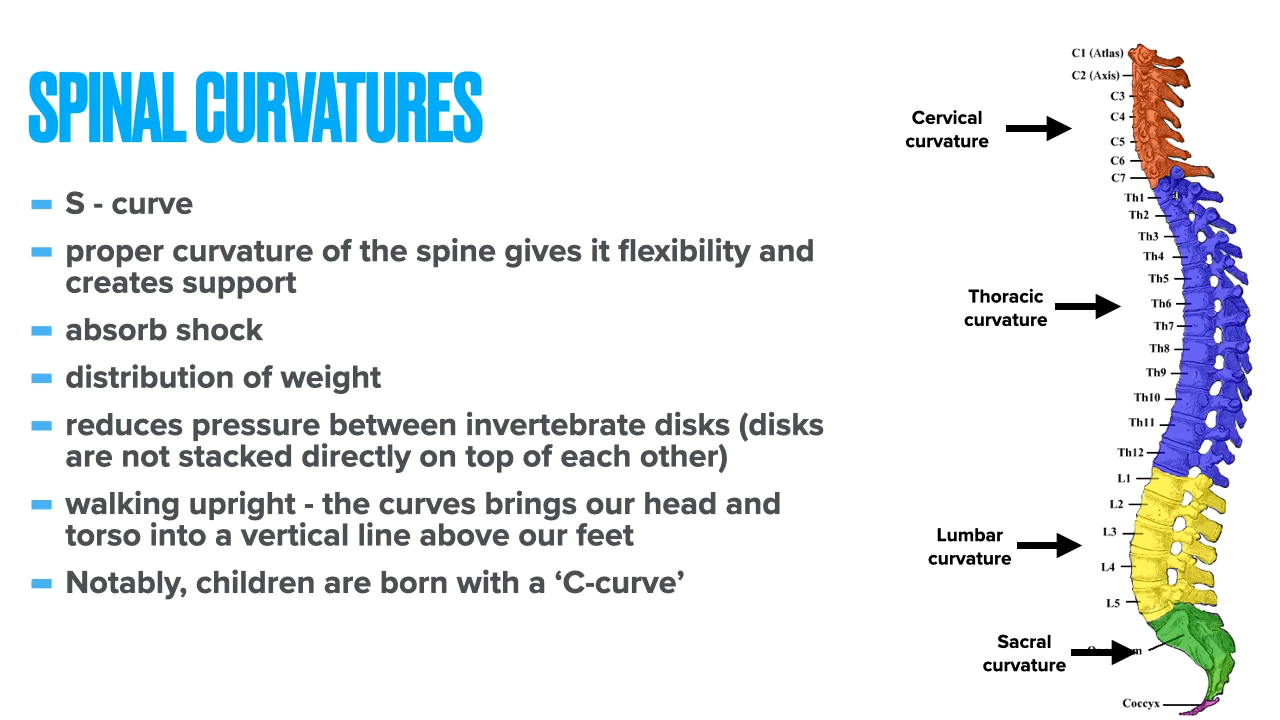 SPINAL CURVATURES
S - curve
proper curvature of the spine gives it flexibility and
creates support
absorb shock
distribution of weight
reduces pressure between invertebrate disks (disks
are not stacked directly on top of each other)
walking upright - the curves brings our head and
torso into a vertical line above our feet
Notably, children are born with a ‘C-curve’
Cervical
curvature
Thoracic
curvature
Lumbar
curvature
Sacral
curvature
C1 (Atlas)
C2 (Axis)
C3
C4
C5
C6
C7
Th1
Th2
Th3
Th4
Th5
Th6
Th7
Th8
Th9
Th10
Th11
Th12
L1
L2
L3
L4
L5
Coccyx